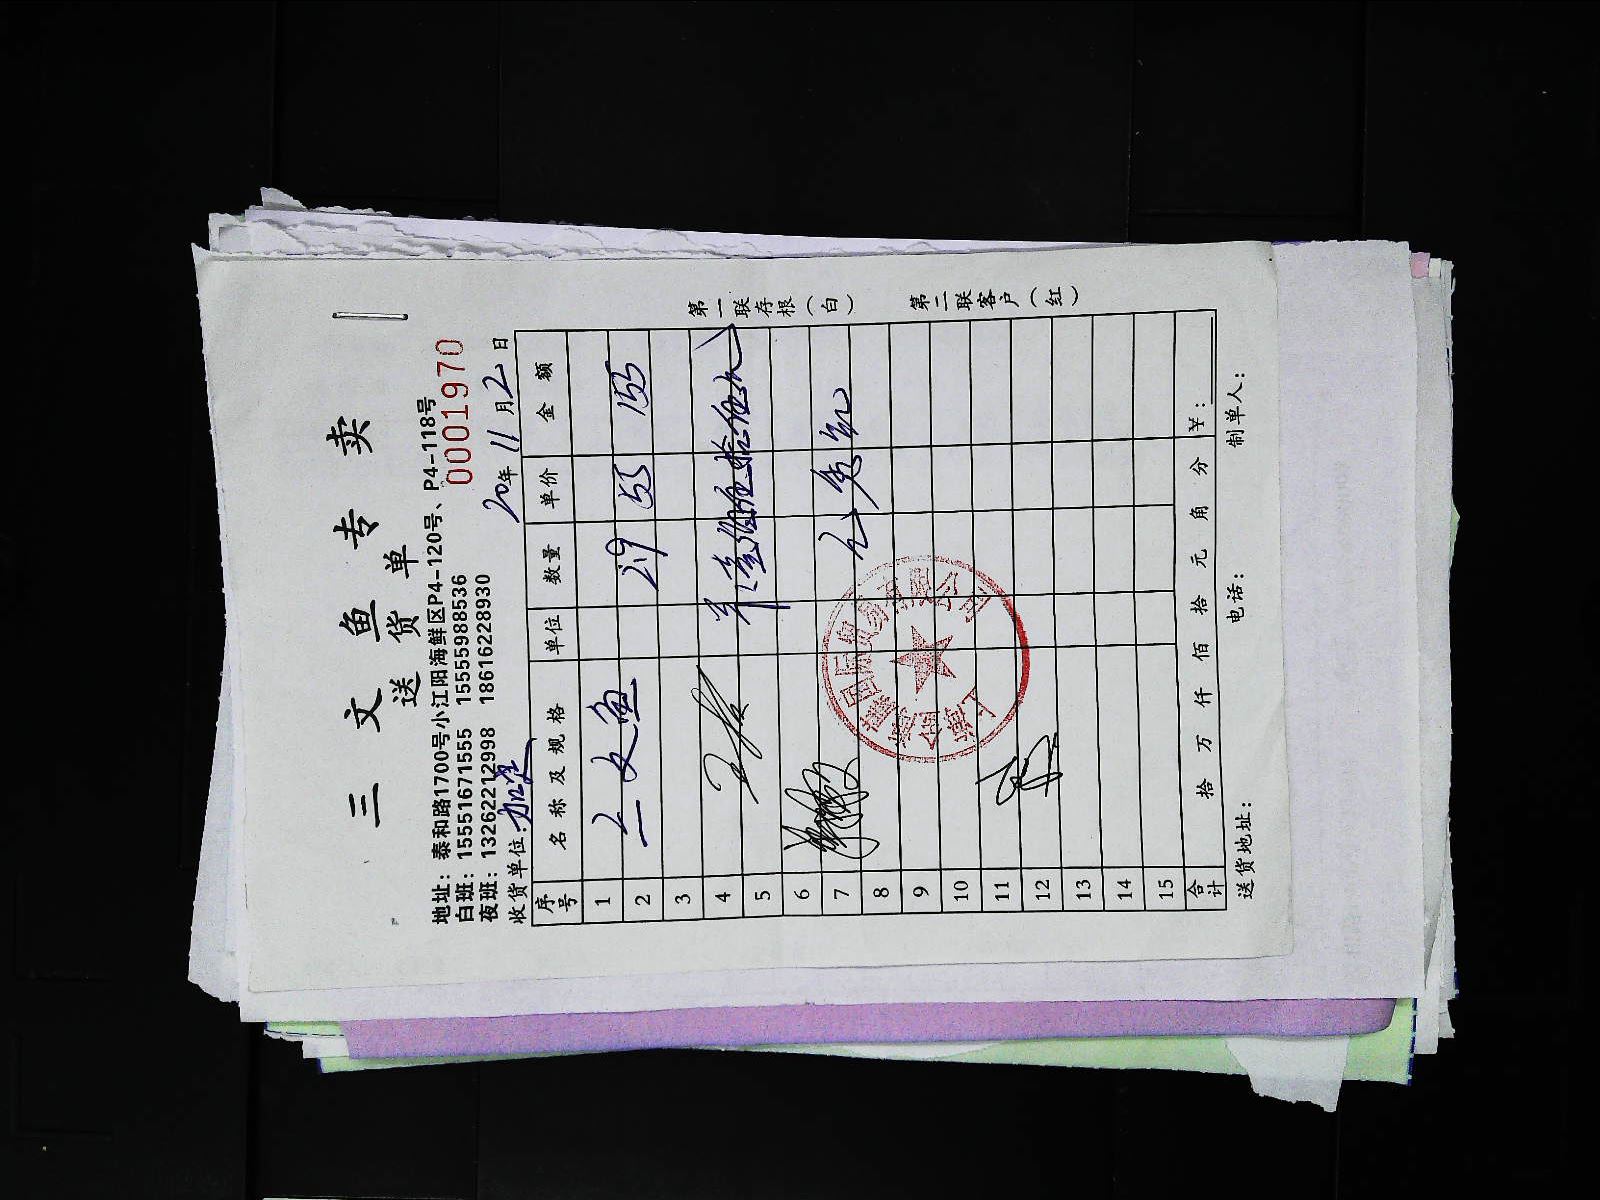 三文鱼专卖
送货单
地址：泰和路1700号小江阳海鲜区P4-120号、P4-118号
白班：15551671555 15555988536
夜班：13262212998 18616228930
0001970
收货单位： 20年11月2日
序号 名称及规格 单位 数量 单价 金额
1
2 三文鱼 2.9 55 155
3
4
5
6
7
8
9
10
11
12
13
14
15
合计 拾 万 仟 佰 拾 元 角 分 ¥：
送货地址： 电话： 制单人：
第一联存根（白）
第二联客户（红）